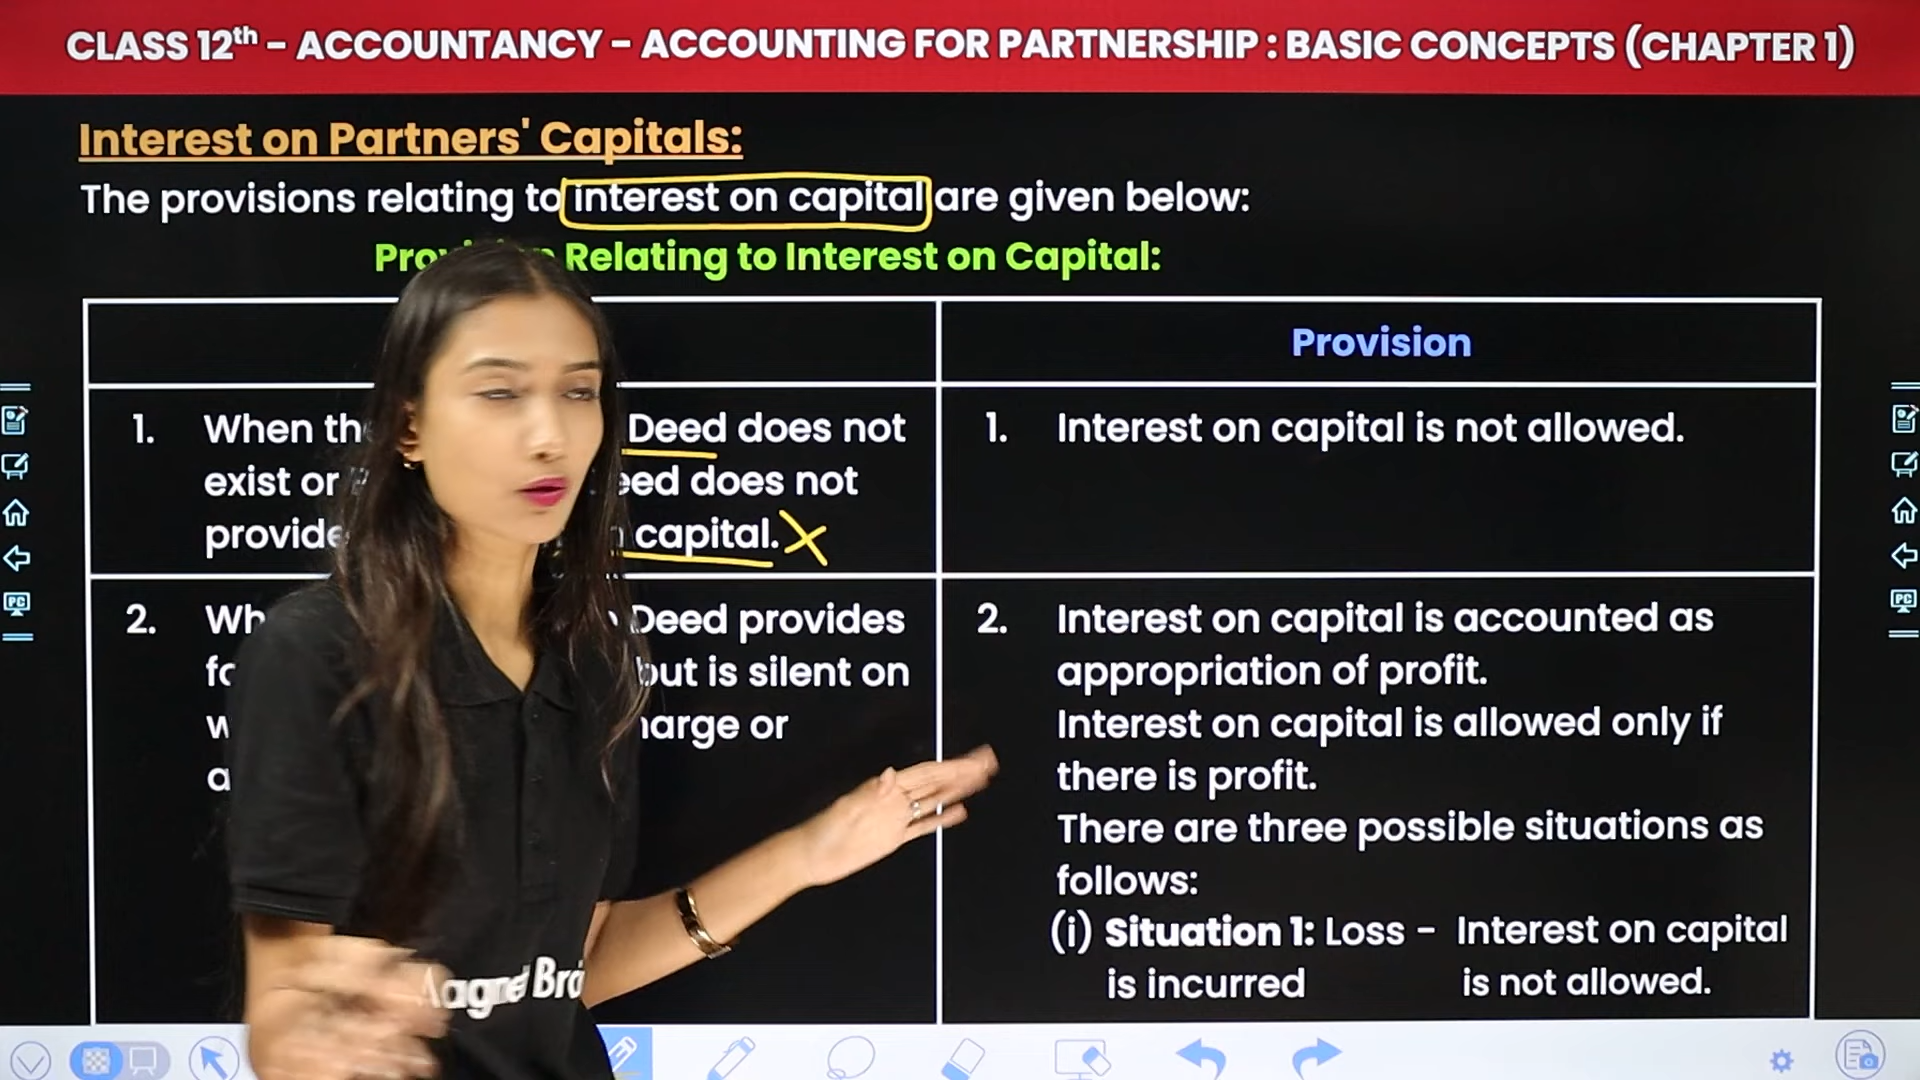 CLASS 12th - ACCOUNTANCY - ACCOUNTING FOR PARTNERSHIP : BASIC CONCEPTS (CHAPTER 1)
Interest on Partners' Capitals:
The provisions relating to interest on capital are given below:
Relating to Interest on Capital:
Provision
1. When Deed does not
exist or does not
capital.
1. Interest on capital is not allowed.
2. Deed provides
but is silent on
or
2. Interest on capital is accounted as
appropriation of profit.
Interest on capital is allowed only if
there is profit.
There are three possible situations as
follows:
(i) Situation 1: Loss - Interest on capital
is incurred is not allowed.
PC
PC